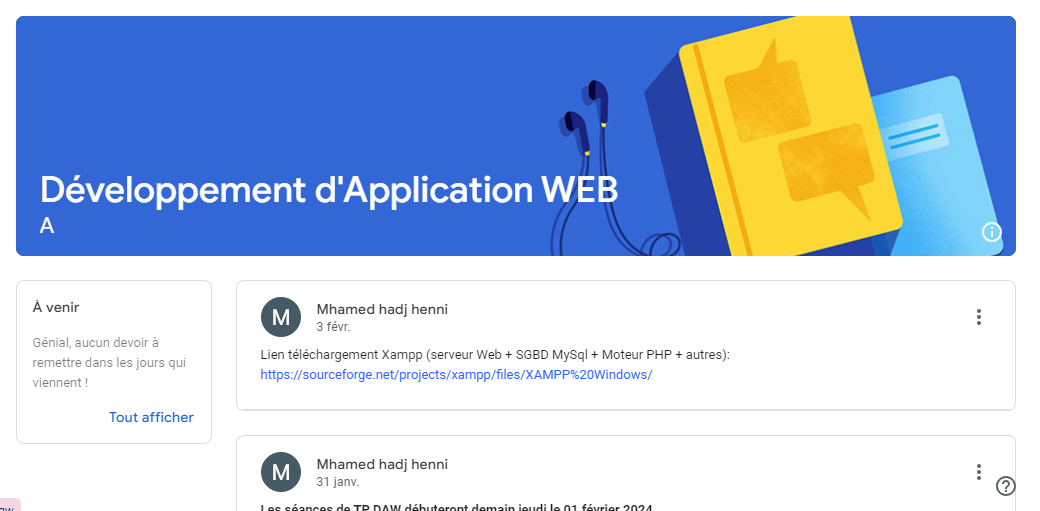 Développement d'Application WEB
A
À venir
Génial, aucun devoir à
remettre dans les jours qui
viennent !
Tout afficher
M
Mhamed hadj henni
3 févr.
Lien téléchargement Xampp (serveur Web + SGBD MySql + Moteur PHP + autres):
https://sourceforge.net/projects/xampp/files/XAMPP%20Windows/
M
Mhamed hadj henni
31 janv.
Les séances de TP DAW débuteront demain jeudi le 01 février 2024